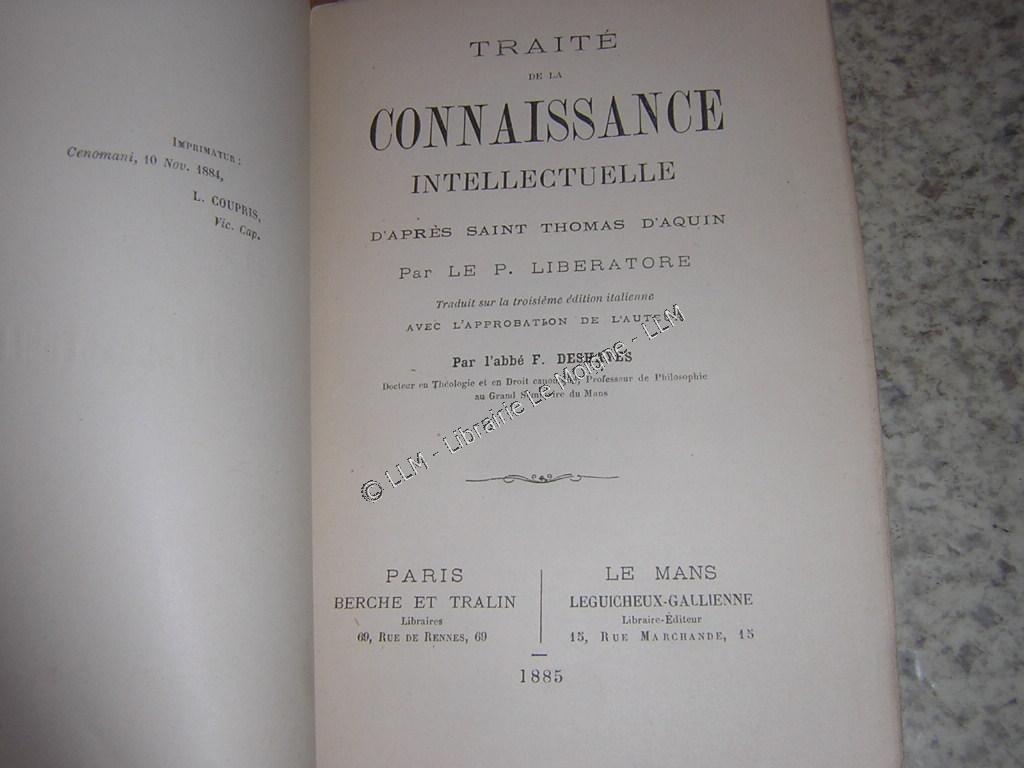 IMPRIMATUR :
Cenomani, 10 Nov. 1884,
L. COUPRIS,
Vic. Cap.
TRAITÉ
DE LA
CONNAISSANCE
INTELLECTUELLE
D'APRÈS SAINT THOMAS D'AQUIN
Par LE P. LIBERATORE
Traduit sur la troisième édition italienne
AVEC L'APPROBATION DE L'AUTEUR
Par l'abbé F. DESHAYES
Docteur en Théologie et en Droit canonique, Professeur de Philosophie
au Grand Séminaire du Mans
© LLM - Librairie Le Moigne - LLM
PARIS
BERCHE ET TRALIN
Libraires
69, RUE DE RENNES, 69
LE MANS
LEGUICHEUX-GALLIENNE
Libraire-Éditeur
15, RUE MARCHANDE, 15
1885